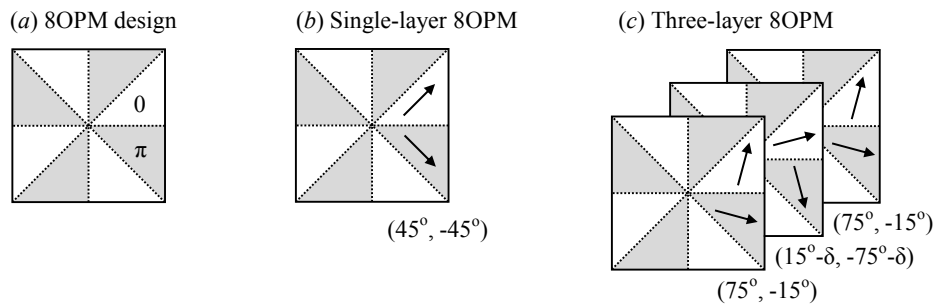 (a) 8OPM design
(b) Single-layer 8OPM
(c) Three-layer 8OPM
0
π
(45°, -45°)
(75°, -15°)
(15°-δ, -75°-δ)
(75°, -15°)